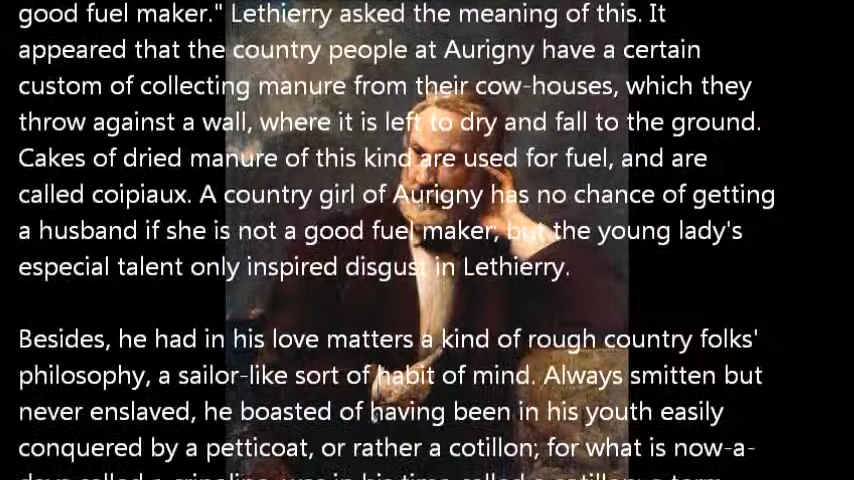 good fuel maker." Lethierry asked the meaning of this. It
appeared that the country people at Aurigny have a certain
custom of collecting manure from their cow-houses, which they
throw against a wall, where it is left to dry and fall to the ground.
Cakes of dried manure of this kind are used for fuel, and are
called coipiaux. A country girl of Aurigny has no chance of getting
a husband if she is not a good fuel maker; but the young lady's
especial talent only inspired disgust in Lethierry.
Besides, he had in his love matters a kind of rough country folks'
philosophy, a sailor-like sort of habit of mind. Always smitten but
never enslaved, he boasted of having been in his youth easily
conquered by a petticoat, or rather a cotillon; for what is now-a-
days called a crinoline, was in his time called a cotillon; a term